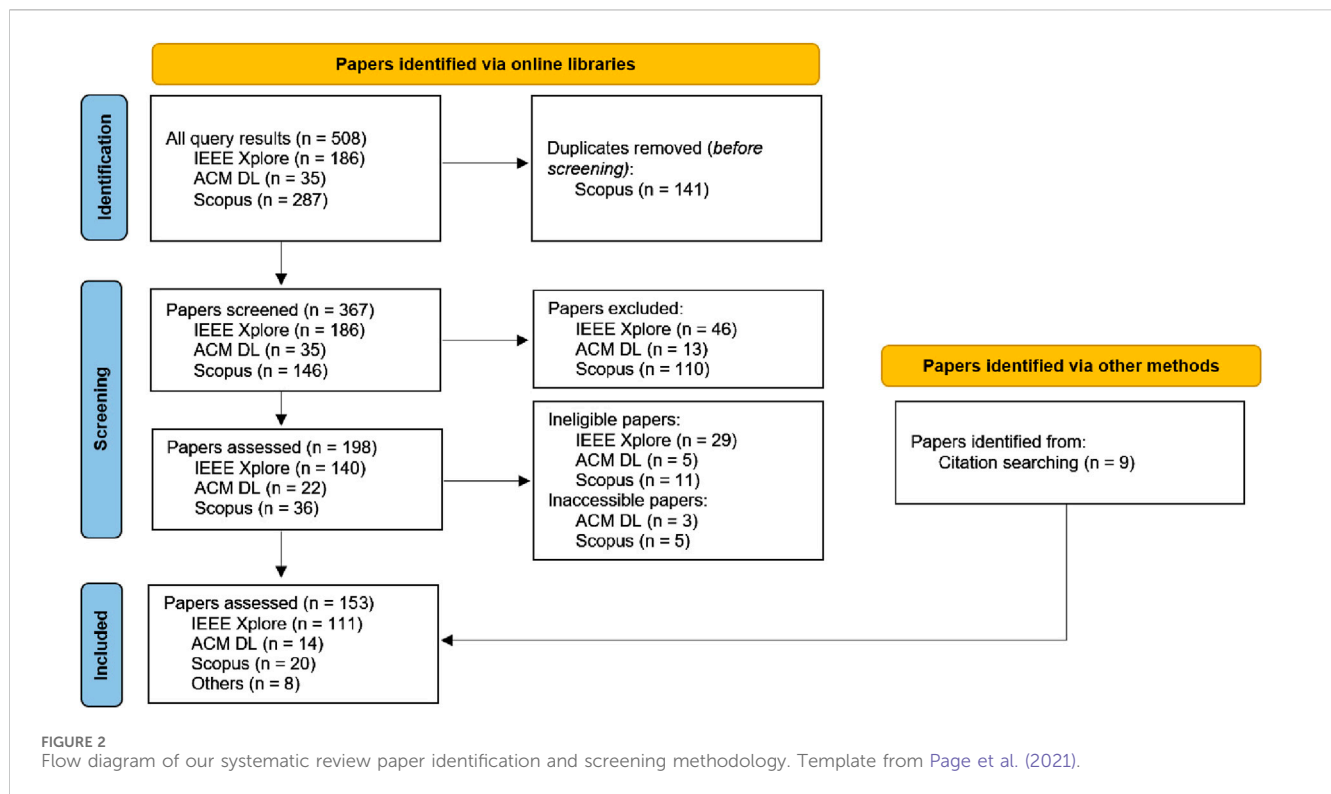 Papers identified via online libraries
Identification
All query results (n = 508)
IEEE Xplore (n = 186)
ACM DL (n = 35)
Scopus (n = 287)
Duplicates removed (before
screening):
Scopus (n = 141)
Screening
Papers screened (n = 367)
IEEE Xplore (n = 186)
ACM DL (n = 35)
Scopus (n = 146)
Papers excluded:
IEEE Xplore (n = 46)
ACM DL (n = 13)
Scopus (n = 110)
Papers assessed (n = 198)
IEEE Xplore (n = 140)
ACM DL (n = 22)
Scopus (n = 36)
Ineligible papers:
IEEE Xplore (n = 29)
ACM DL (n = 5)
Scopus (n = 11)
Inaccessible papers:
ACM DL (n = 3)
Scopus (n = 5)
Papers identified via other methods
Papers identified from:
Citation searching (n = 9)
Included
Papers assessed (n = 153)
IEEE Xplore (n = 111)
ACM DL (n = 14)
Scopus (n = 20)
Others (n = 8)
FIGURE 2
Flow diagram of our systematic review paper identification and screening methodology. Template from Page et al. (2021).